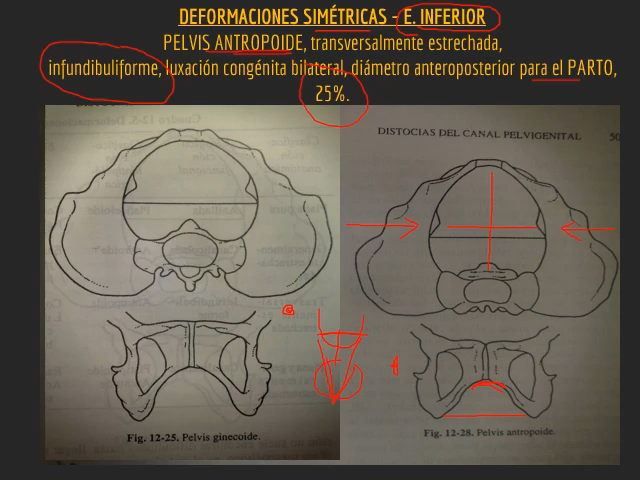 DEFORMACIONES SIMÉTRICAS - E. INFERIOR
PELVIS ANTROPOIDE, transversalmente estrechada,
infundibuliforme, luxación congénita bilateral, diámetro anteroposterior para el PARTO,
25%.
DISTOCIAS DEL CANAL PELVIGENITAL 50
Fig. 12-25. Pelvis ginecoide.
Fig. 12-28. Pelvis antropoide.